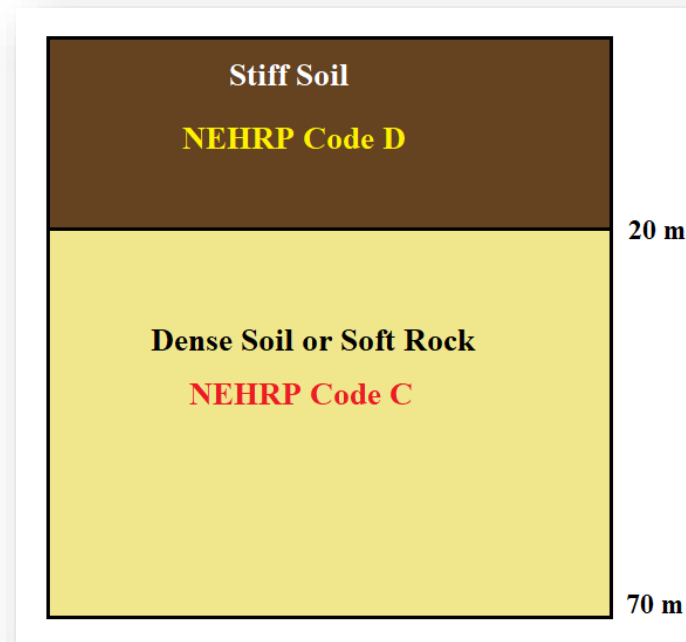 Stiff Soil
NEHRP Code D
20 m
Dense Soil or Soft Rock
NEHRP Code C
70 m